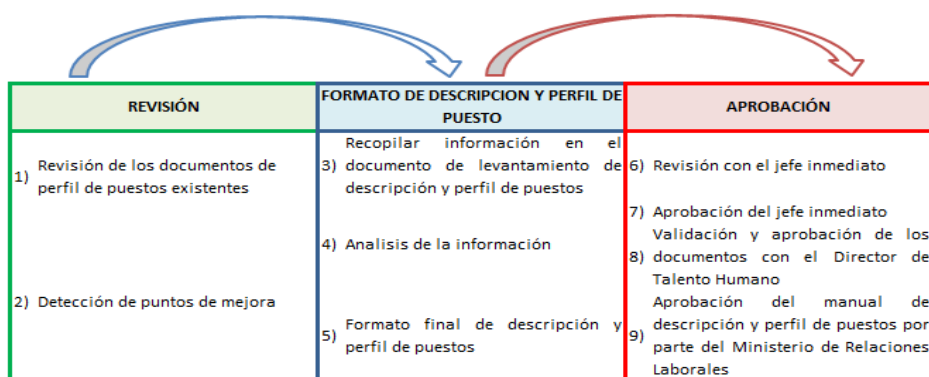 REVISIÓN
1) Revisión de los documentos de
perfil de puestos existentes
2) Detección de puntos de mejora
FORMATO DE DESCRIPCION Y PERFIL DE
PUESTO
Recopilar información en el
3) documento de levantamiento de
descripción y perfil de puestos
4) Analisis de la información
5) Formato final de descripción y
perfil de puestos
APROBACIÓN
6) Revisión con el jefe inmediato
7) Aprobación del jefe inmediato
Validación y aprobación de los
8) documentos con el Director de
Talento Humano
Aprobación del manual de
9) descripción y perfil de puestos por
parte del Ministerio de Relaciones
Laborales